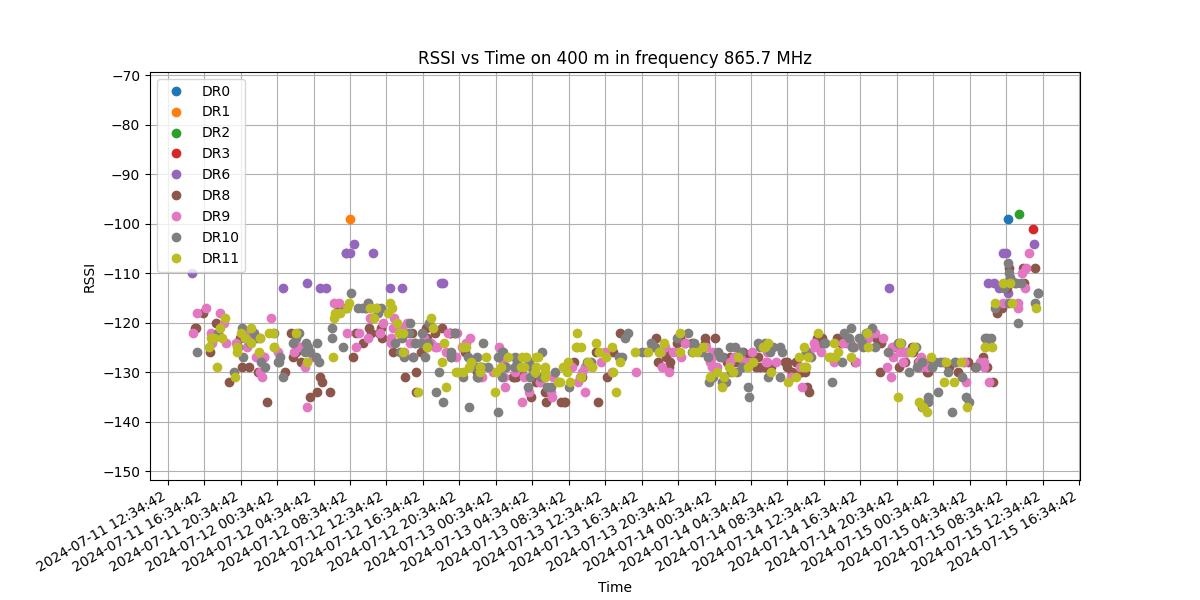 RSSI vs Time on 400 m in frequency 865.7 MHz
−70
−80
−90
−100
−110
−120
−130
−140
−150
RSSI
DR0
DR1
DR2
DR3
DR6
DR8
DR9
DR10
DR11
2024-07-11 12:34:42
2024-07-11 16:34:42
2024-07-11 20:34:42
2024-07-12 00:34:42
2024-07-12 04:34:42
2024-07-12 08:34:42
2024-07-12 12:34:42
2024-07-12 16:34:42
2024-07-12 20:34:42
2024-07-13 00:34:42
2024-07-13 04:34:42
2024-07-13 08:34:42
2024-07-13 12:34:42
2024-07-13 16:34:42
2024-07-13 20:34:42
2024-07-14 00:34:42
2024-07-14 04:34:42
2024-07-14 08:34:42
2024-07-14 12:34:42
2024-07-14 16:34:42
2024-07-14 20:34:42
2024-07-15 00:34:42
2024-07-15 04:34:42
2024-07-15 08:34:42
2024-07-15 12:34:42
2024-07-15 16:34:42
Time